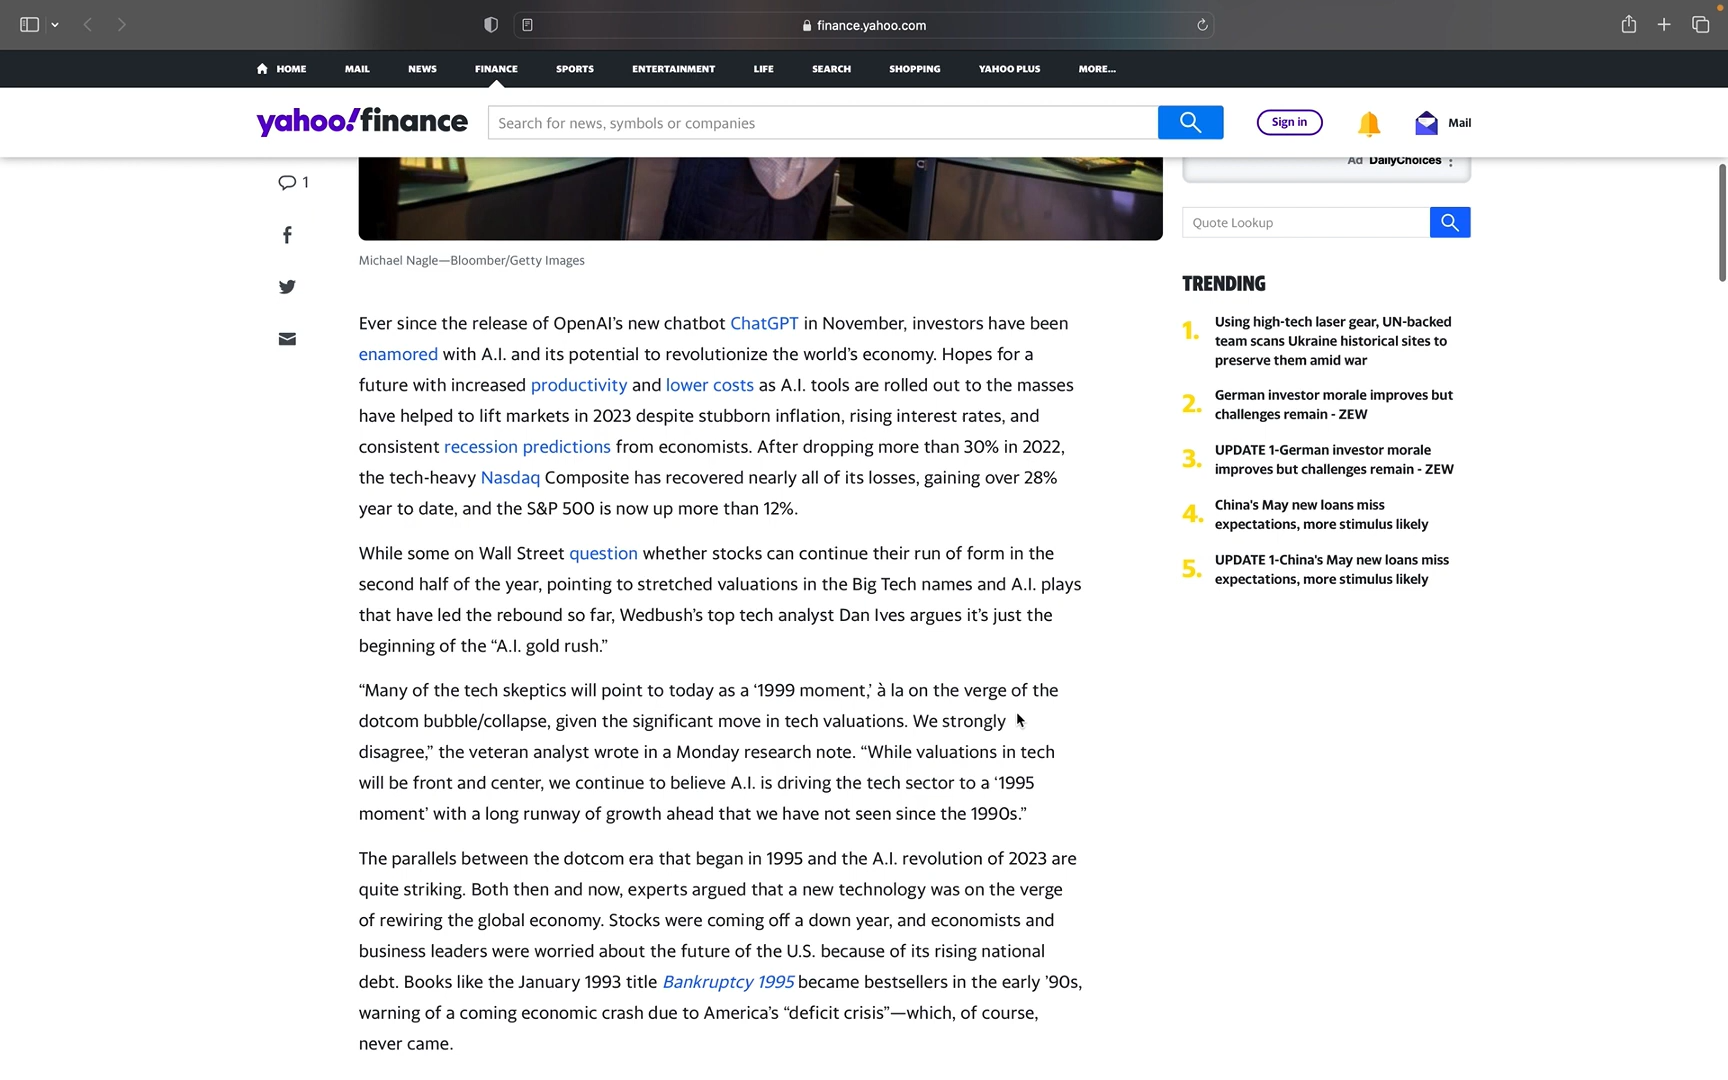 finance.yahoo.com
HOME MAIL NEWS FINANCE SPORTS ENTERTAINMENT LIFE SEARCH SHOPPING YAHOO PLUS MORE...
yahoo!finance
Search for news, symbols or companies
Sign in
Mail
Ad DailyChoices
1
Quote Lookup
Michael Nagle—Bloomber/Getty Images
Ever since the release of OpenAI’s new chatbot ChatGPT in November, investors have been
enamored with A.I. and its potential to revolutionize the world’s economy. Hopes for a
future with increased productivity and lower costs as A.I. tools are rolled out to the masses
have helped to lift markets in 2023 despite stubborn inflation, rising interest rates, and
consistent recession predictions from economists. After dropping more than 30% in 2022,
the tech-heavy Nasdaq Composite has recovered nearly all of its losses, gaining over 28%
year to date, and the S&P 500 is now up more than 12%.
While some on Wall Street question whether stocks can continue their run of form in the
second half of the year, pointing to stretched valuations in the Big Tech names and A.I. plays
that have led the rebound so far, Wedbush’s top tech analyst Dan Ives argues it’s just the
beginning of the “A.I. gold rush.”
“Many of the tech skeptics will point to today as a ‘1999 moment,’ à la on the verge of the
dotcom bubble/collapse, given the significant move in tech valuations. We strongly
disagree,” the veteran analyst wrote in a Monday research note. “While valuations in tech
will be front and center, we continue to believe A.I. is driving the tech sector to a ‘1995
moment’ with a long runway of growth ahead that we have not seen since the 1990s.”
The parallels between the dotcom era that began in 1995 and the A.I. revolution of 2023 are
quite striking. Both then and now, experts argued that a new technology was on the verge
of rewiring the global economy. Stocks were coming off a down year, and economists and
business leaders were worried about the future of the U.S. because of its rising national
debt. Books like the January 1993 title Bankruptcy 1995 became bestsellers in the early ’90s,
warning of a coming economic crash due to America’s “deficit crisis”—which, of course,
never came.
TRENDING
1. Using high-tech laser gear, UN-backed
team scans Ukraine historical sites to
preserve them amid war
2. German investor morale improves but
challenges remain - ZEW
3. UPDATE 1-German investor morale
improves but challenges remain - ZEW
4. China's May new loans miss
expectations, more stimulus likely
5. UPDATE 1-China's May new loans miss
expectations, more stimulus likely